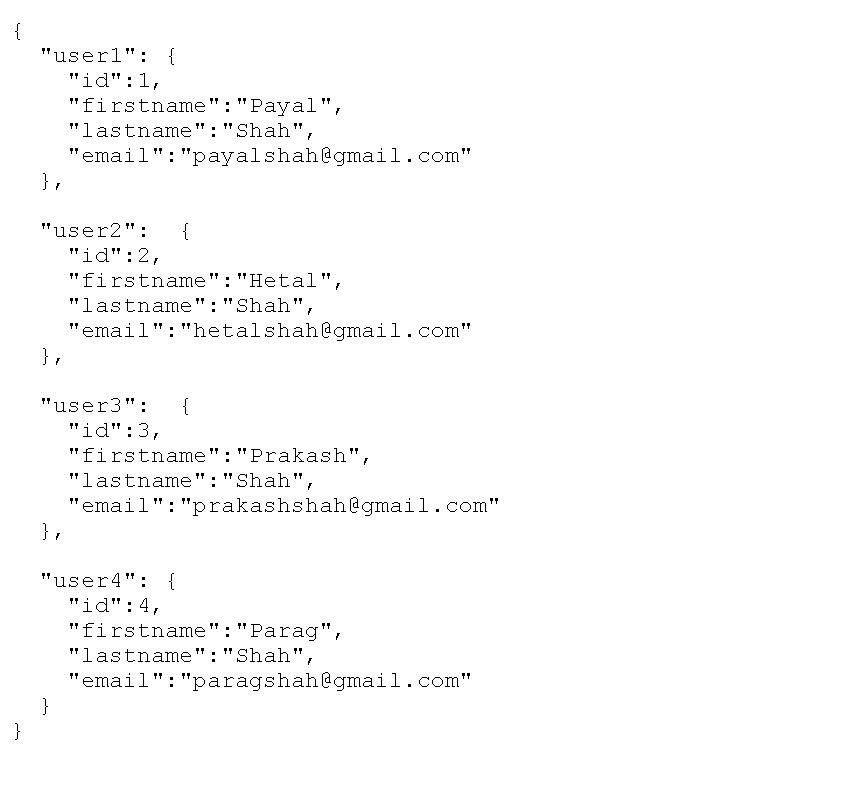 {
  "user1": {
    "id":1,
    "firstname":"Payal",
    "lastname":"Shah",
    "email":"payalshah@gmail.com"
  },

  "user2":  {
    "id":2,
    "firstname":"Hetal",
    "lastname":"Shah",
    "email":"hetalshah@gmail.com"
  },

  "user3":  {
    "id":3,
    "firstname":"Prakash",
    "lastname":"Shah",
    "email":"prakashshah@gmail.com"
  },

  "user4": {
    "id":4,
    "firstname":"Parag",
    "lastname":"Shah",
    "email":"paragshah@gmail.com"
  }
}